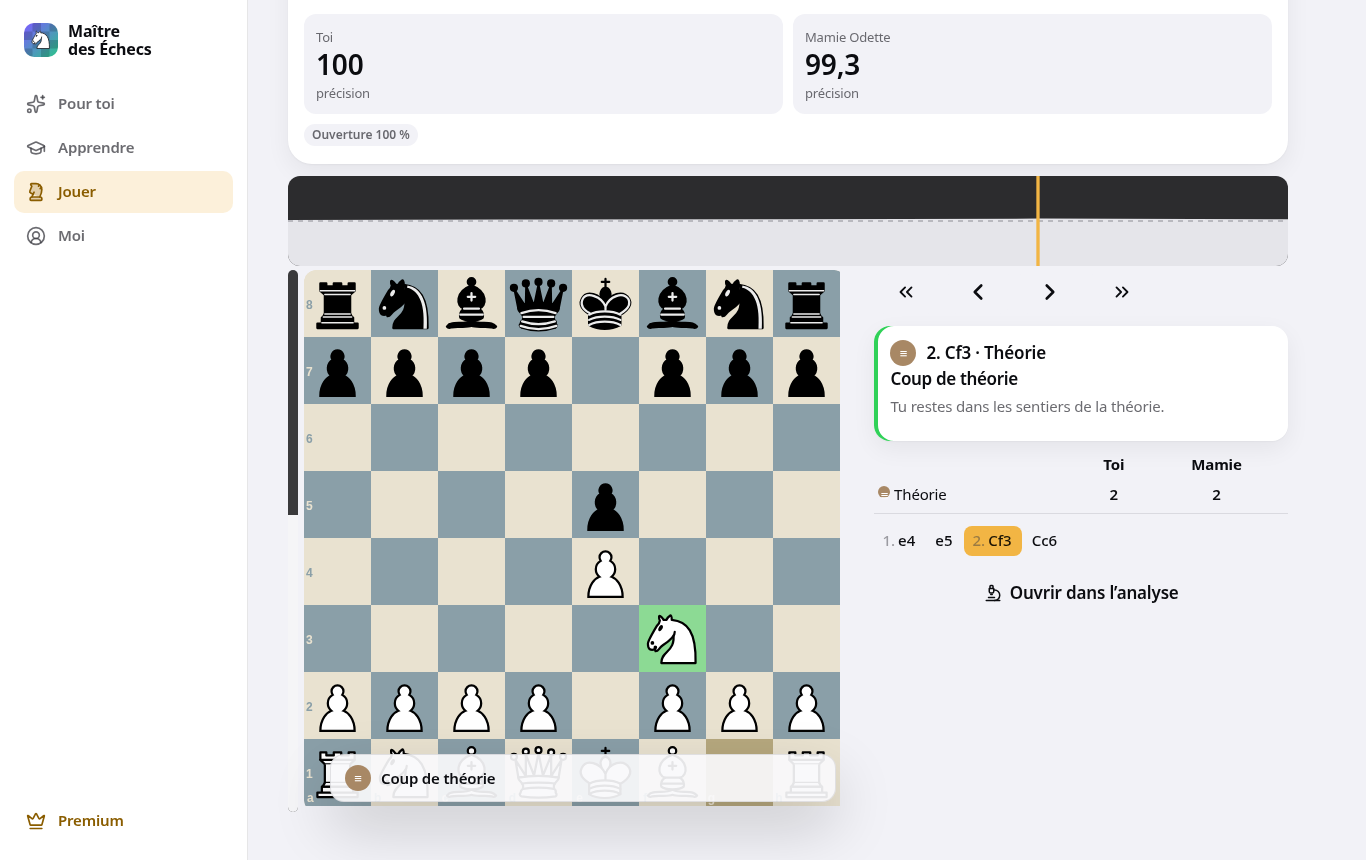 Maître
des Échecs
Pour toi
Apprendre
Jouer
Moi
Premium
Toi
100
précision
Mamie Odette
99,3
précision
Ouverture 100 %
8
7
6
5
4
3
2
1
a
Coup de théorie
2. Cf3 · Théorie
Coup de théorie
Tu restes dans les sentiers de la théorie.
Toi Mamie
Théorie 2 2
1. e4 e5 2. Cf3 Cc6
Ouvrir dans l’analyse